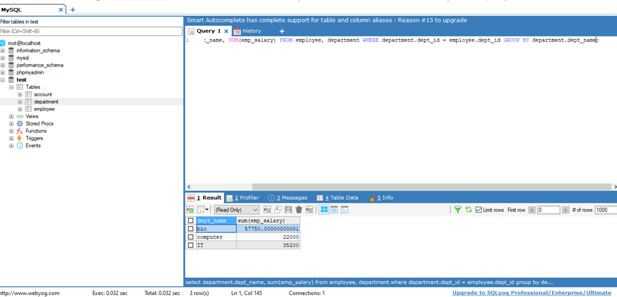 MySQL
Filter tables in test
Filter (Ctrl+Shift+B)
root@localhost
information_schema
mysql
performance_schema
phpmyadmin
test
Tables
account
department
employee
Views
Stored Procs
Functions
Triggers
Events
Smart Autocomplete has complete support for table and column aliases : Reason #15 to upgrade
Query 1 x History +
1 :_name, SUM(emp_salary) FROM employee, department WHERE department.dept_id = employee.dept_id GROUP BY department.dept_name;
1 Result 2 Profiler 3 Messages 4 Table Data 5 Info
(Read Only) Limit rows First row 0 # of rows 1000
dept_name sum(emp_salary)
bio 57750.00000000001
computer 22000
IT 35200
select department.dept_name, sum(emp_salary) from employee, department where department.dept_id = employee.dept_id group by de...
http://www.webyog.com Exec: 0.032 sec Total: 0.032 sec 3 row(s) Ln 1, Col 145 Connections: 1 Upgrade to SQLyog Professional/Enterprise/Ultimate